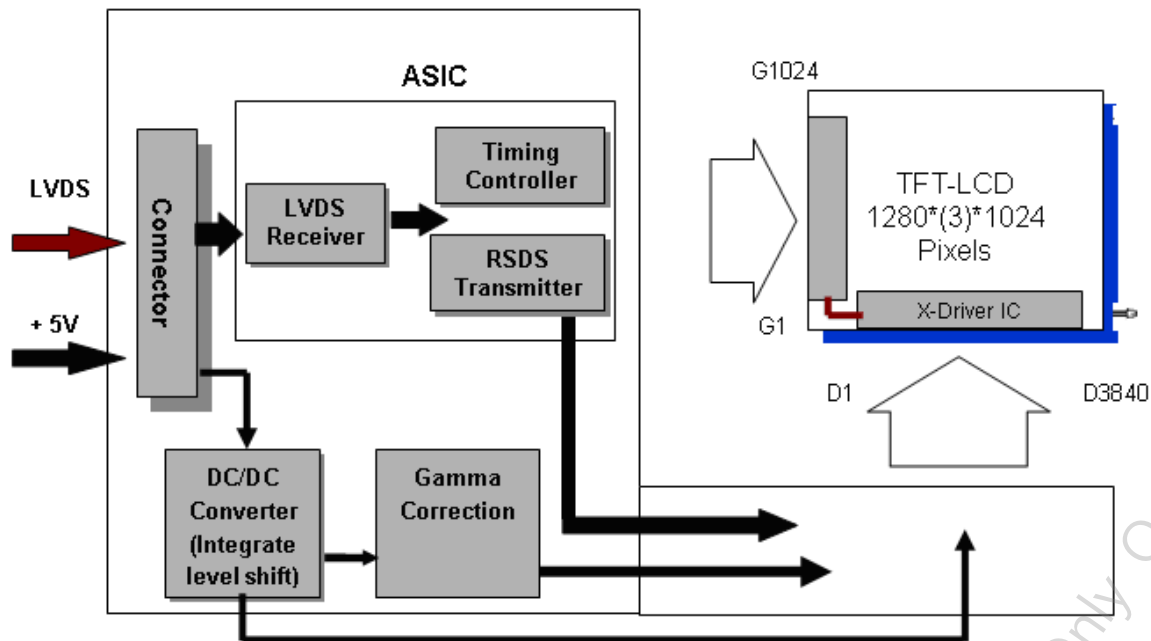 ASIC
LVDS
+ 5V
Connector
LVDS
Receiver
Timing
Controller
RSDS
Transmitter
DC/DC
Converter
(Integrate
level shift)
Gamma
Correction
G1024
TFT-LCD
1280*(3)*1024
Pixels
X-Driver IC
G1
D1
D3840
only